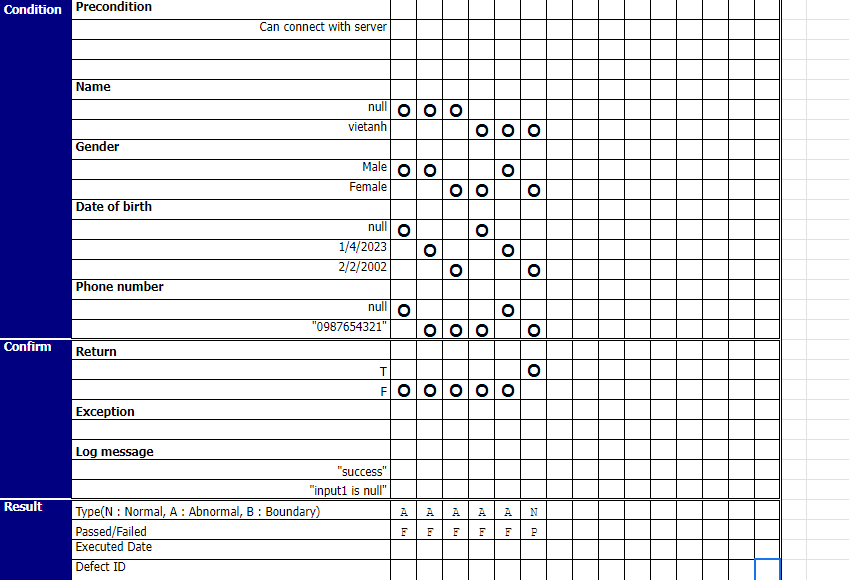 Condition Precondition
Can connect with server
Name
null O O O
vietanh O O O
Gender
Male O O O
Female O O O
Date of birth
null O O
1/4/2023 O O
2/2/2002 O O
Phone number
null O O
"0987654321" O O O O
Confirm Return
T O
F O O O O O
Exception
Log message
"success"
"input1 is null"
Result Type(N : Normal, A : Abnormal, B : Boundary) A A A A A N
Passed/Failed F F F F F P
Executed Date
Defect ID